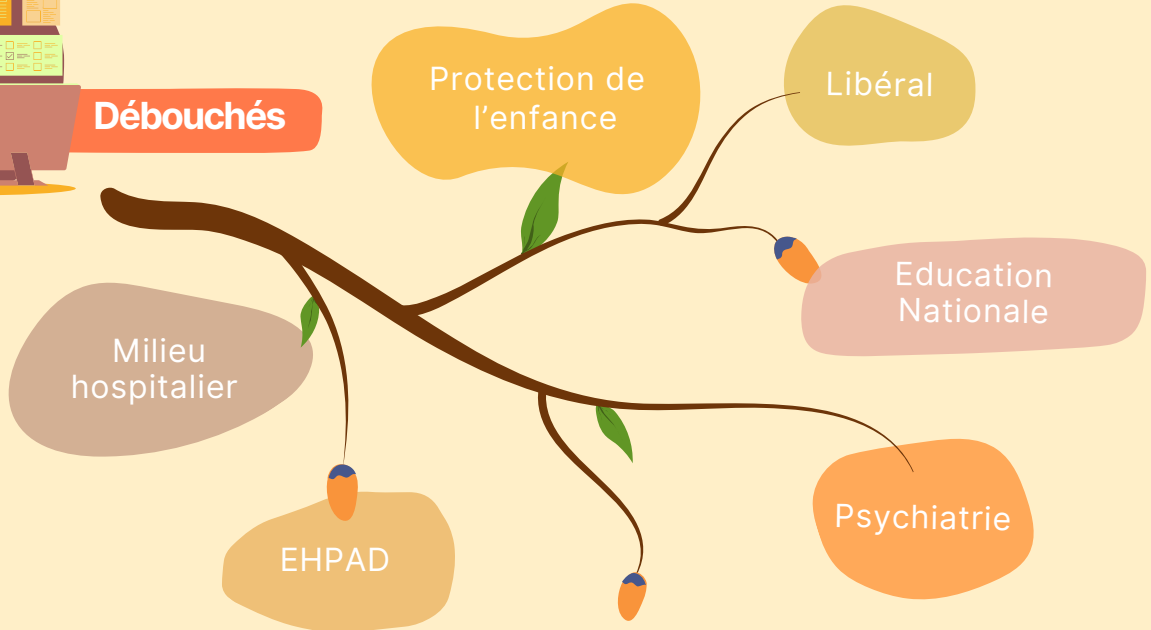 Débouchés
Protection de
l'enfance
Libéral
Education
Nationale
Milieu
hospitalier
EHPAD
Psychiatrie